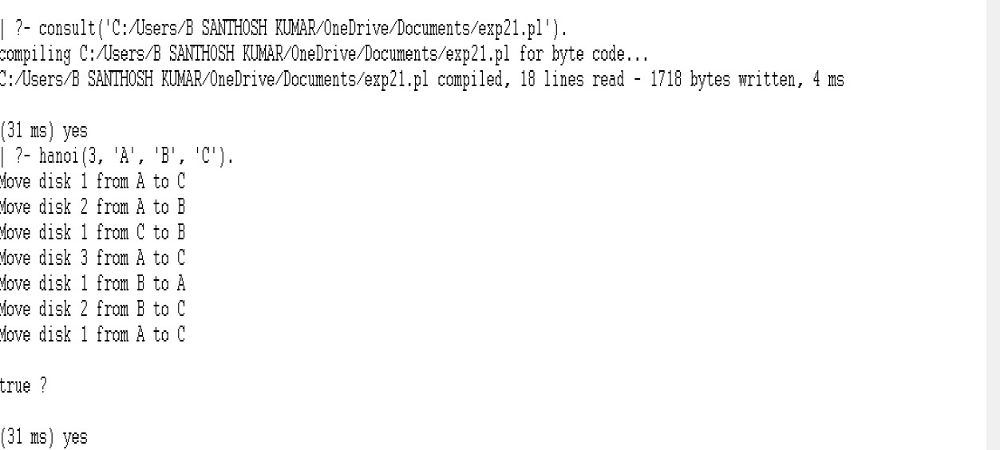 | ?- consult('C:/Users/B SANTHOSH KUMAR/OneDrive/Documents/exp21.pl').
compiling C:/Users/B SANTHOSH KUMAR/OneDrive/Documents/exp21.pl for byte code...
C:/Users/B SANTHOSH KUMAR/OneDrive/Documents/exp21.pl compiled, 18 lines read - 1718 bytes written, 4 ms
(31 ms) yes
| ?- hanoi(3, 'A', 'B', 'C').
Move disk 1 from A to C
Move disk 2 from A to B
Move disk 1 from C to B
Move disk 3 from A to C
Move disk 1 from B to A
Move disk 2 from B to C
Move disk 1 from A to C
true ?
(31 ms) yes